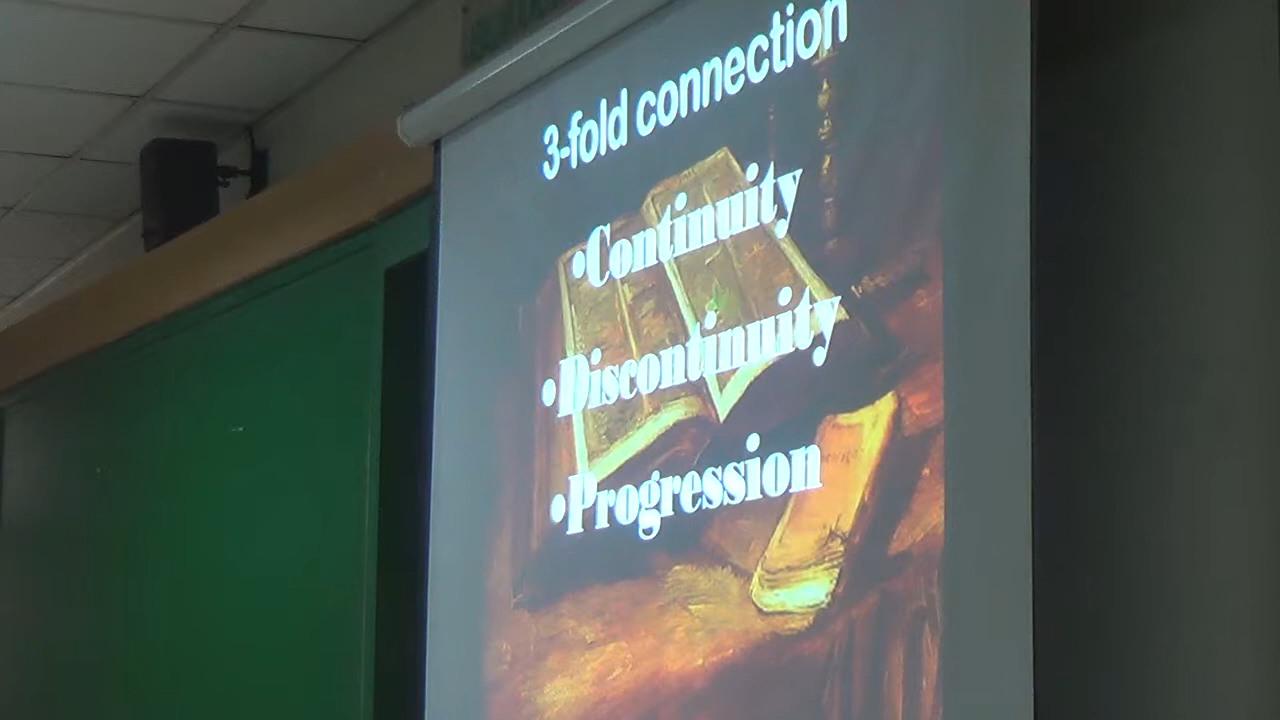 3-fold connection
•Continuity
•Discontinuity
•Progression